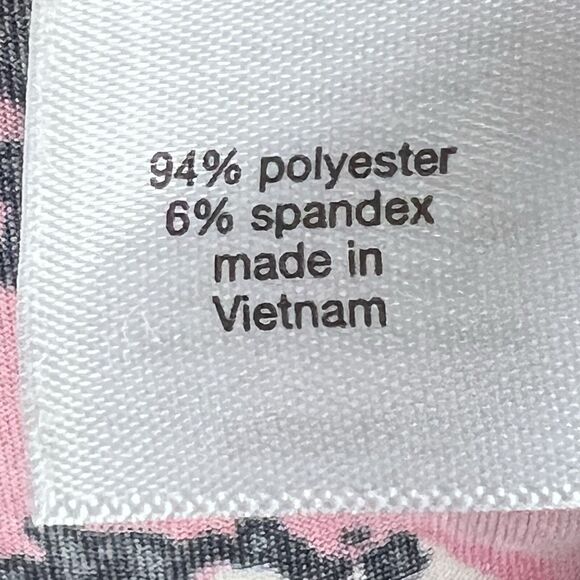 94% polyester
6% spandex
made in
Vietnam